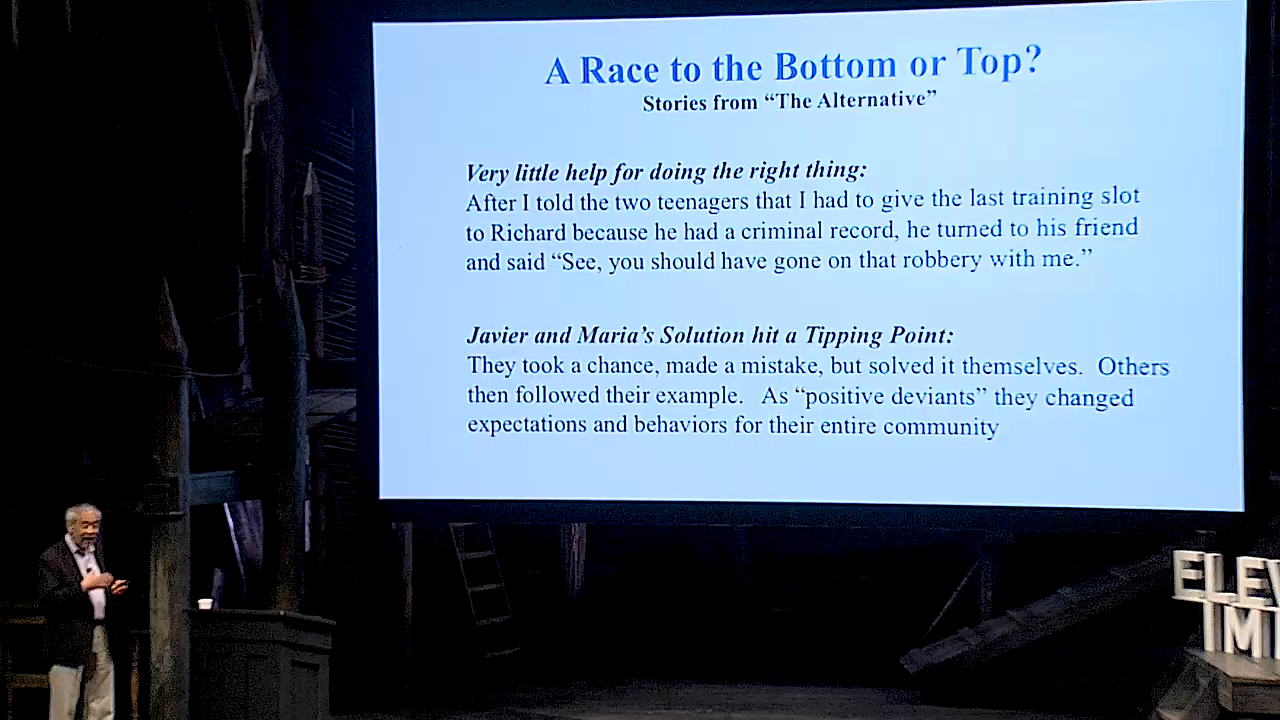 A Race to the Bottom or Top?
Stories from “The Alternative”
Very little help for doing the right thing:
After I told the two teenagers that I had to give the last training slot
to Richard because he had a criminal record, he turned to his friend
and said “See, you should have gone on that robbery with me.”
Javier and Maria’s Solution hit a Tipping Point:
They took a chance, made a mistake, but solved it themselves.  Others
then followed their example.   As “positive deviants” they changed
expectations and behaviors for their entire community
ELEV
IM